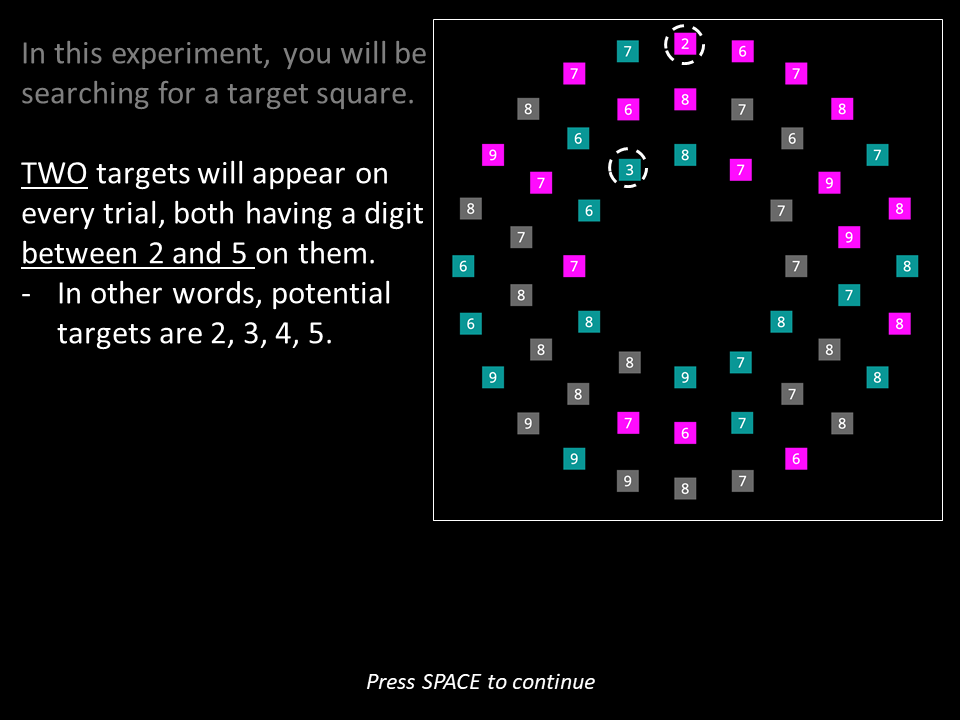 In this experiment, you will be
searching for a target square.
TWO targets will appear on
every trial, both having a digit
between 2 and 5 on them.
- In other words, potential
targets are 2, 3, 4, 5.
2
7 6
7 7
8
8 6 7 8
6 6
9 8 7
3 7
7 9
8 6 7 8
7 9
6 7 7 8
8 7
6 8 8 8
8 8
8 7
9 9 8
8 7
9 7 7 8
6
9 6
9 7
8
Press SPACE to continue